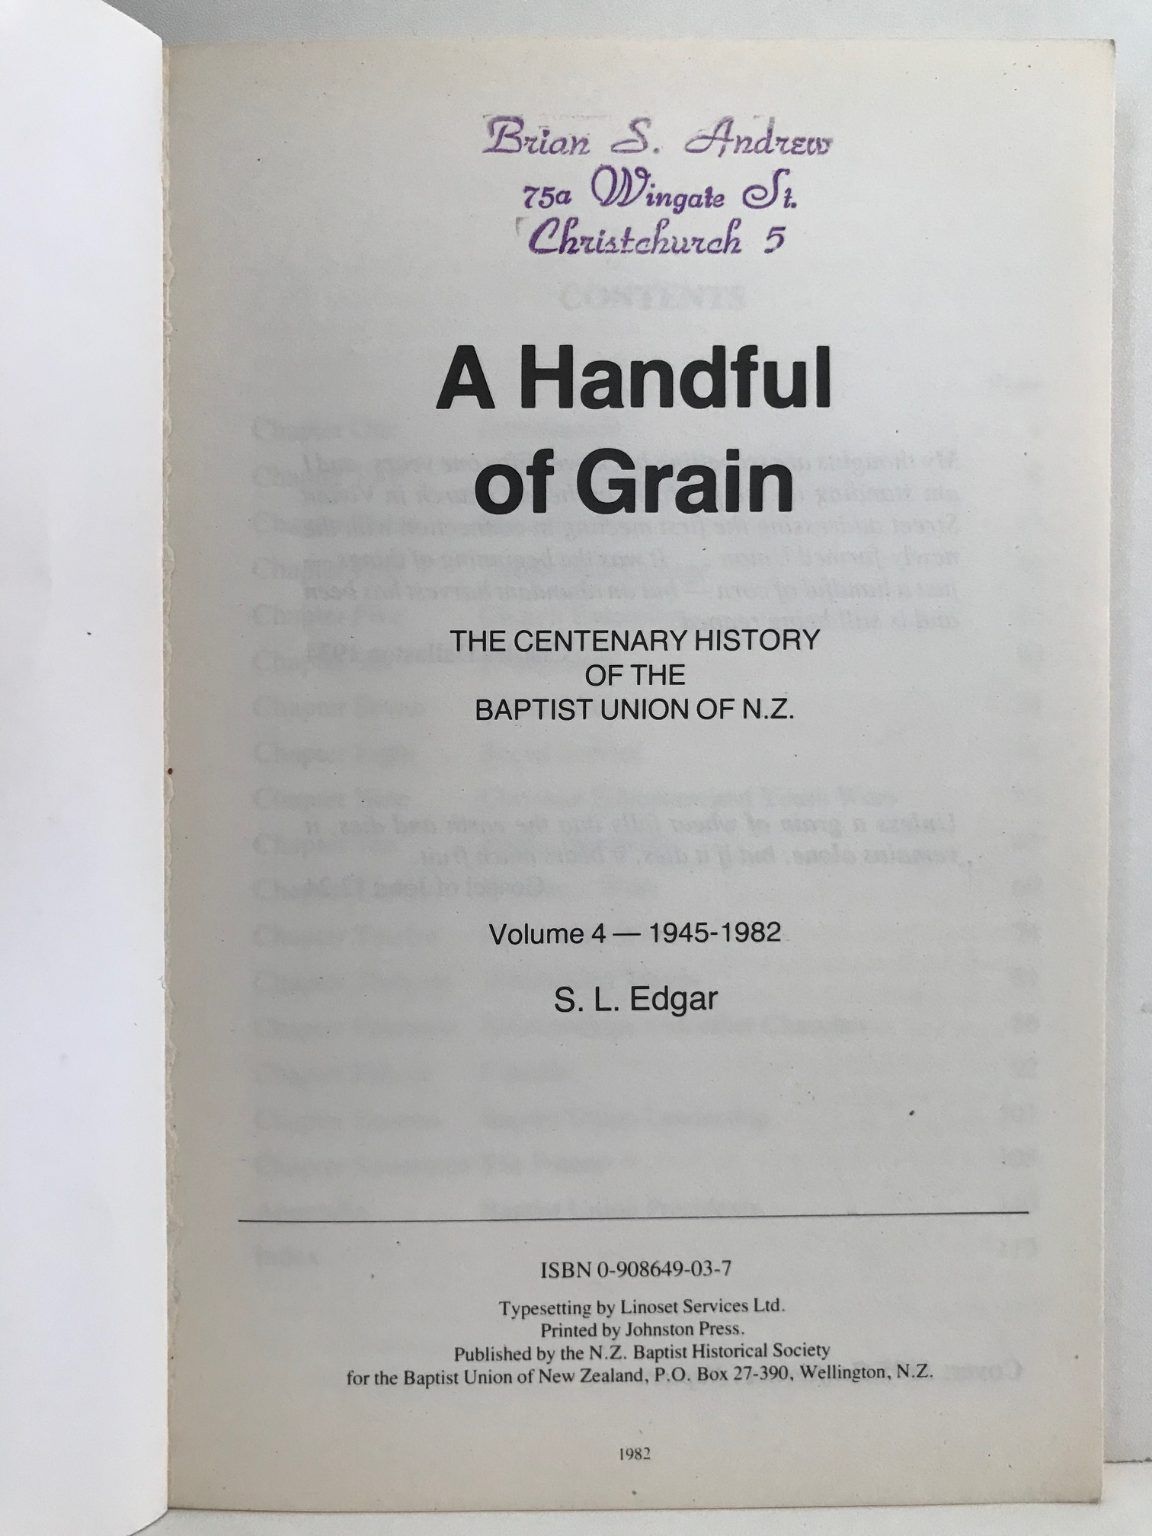 Brian S. Andrew
75a Wingate St.
Christchurch 5
CONTENTS
A Handful
of Grain
THE CENTENARY HISTORY
OF THE
BAPTIST UNION OF N.Z.
Volume 4 — 1945-1982
S. L. Edgar
ISBN 0-908649-03-7
Typesetting by Linoset Services Ltd.
Printed by Johnston Press.
Published by the N.Z. Baptist Historical Society
for the Baptist Union of New Zealand, P.O. Box 27-390, Wellington, N.Z.
1982